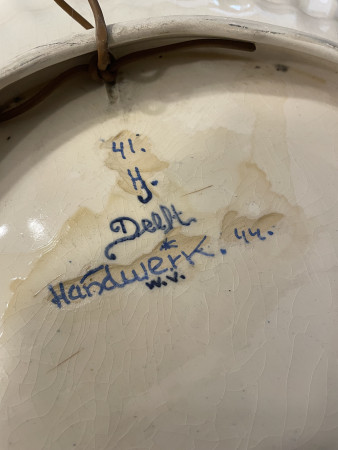 41.
H.
Delft.
*
Handwerk. 44.
W.V.